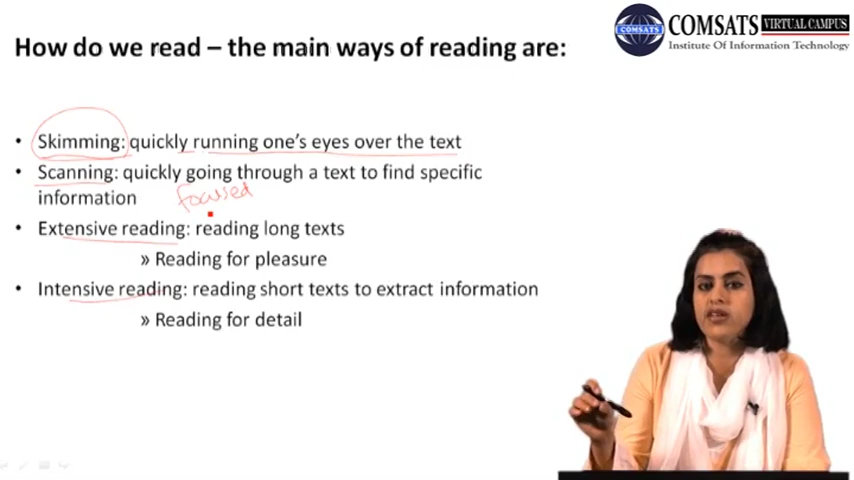 COMSATS VIRTUAL CAMPUS
COMSATS
Institute Of Information Technology
How do we read – the main ways of reading are:
• Skimming: quickly running one's eyes over the text
• Scanning: quickly going through a text to find specific
information
focused
• Extensive reading: reading long texts
» Reading for pleasure
• Intensive reading: reading short texts to extract information
» Reading for detail